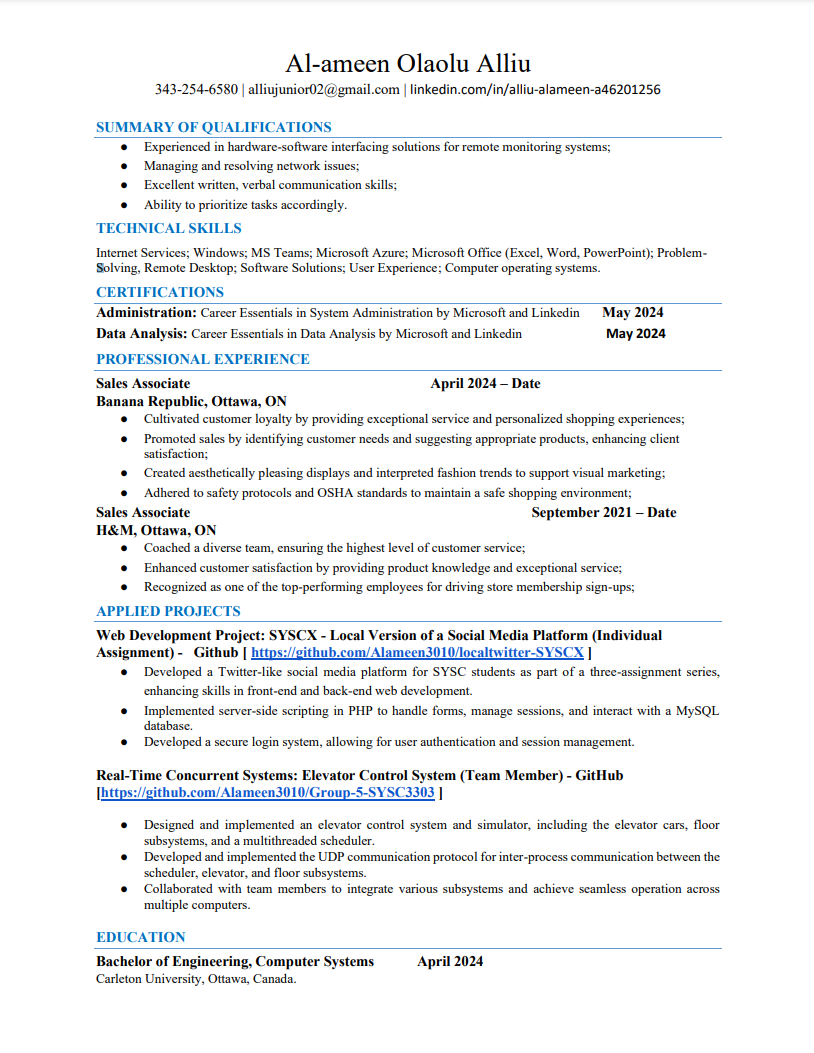 Al-ameen Olaolu Alliu
343-254-6580 | alliujunior02@gmail.com | linkedin.com/in/alliu-alameen-a46201256
SUMMARY OF QUALIFICATIONS
● Experienced in hardware-software interfacing solutions for remote monitoring systems;
● Managing and resolving network issues;
● Excellent written, verbal communication skills;
● Ability to prioritize tasks accordingly.
TECHNICAL SKILLS
Internet Services; Windows; MS Teams; Microsoft Azure; Microsoft Office (Excel, Word, PowerPoint); Problem-
Solving, Remote Desktop; Software Solutions; User Experience; Computer operating systems.
CERTIFICATIONS
Administration: Career Essentials in System Administration by Microsoft and Linkedin May 2024
Data Analysis: Career Essentials in Data Analysis by Microsoft and Linkedin May 2024
PROFESSIONAL EXPERIENCE
Sales Associate April 2024 – Date
Banana Republic, Ottawa, ON
● Cultivated customer loyalty by providing exceptional service and personalized shopping experiences;
● Promoted sales by identifying customer needs and suggesting appropriate products, enhancing client
satisfaction;
● Created aesthetically pleasing displays and interpreted fashion trends to support visual marketing;
● Adhered to safety protocols and OSHA standards to maintain a safe shopping environment;
Sales Associate September 2021 – Date
H&M, Ottawa, ON
● Coached a diverse team, ensuring the highest level of customer service;
● Enhanced customer satisfaction by providing product knowledge and exceptional service;
● Recognized as one of the top-performing employees for driving store membership sign-ups;
APPLIED PROJECTS
Web Development Project: SYSCX - Local Version of a Social Media Platform (Individual
Assignment) - Github [ https://github.com/Alameen3010/localtwitter-SYSCX ]
● Developed a Twitter-like social media platform for SYSC students as part of a three-assignment series,
enhancing skills in front-end and back-end web development.
● Implemented server-side scripting in PHP to handle forms, manage sessions, and interact with a MySQL
database.
● Developed a secure login system, allowing for user authentication and session management.
Real-Time Concurrent Systems: Elevator Control System (Team Member) - GitHub
[https://github.com/Alameen3010/Group-5-SYSC3303 ]
● Designed and implemented an elevator control system and simulator, including the elevator cars, floor
subsystems, and a multithreaded scheduler.
● Developed and implemented the UDP communication protocol for inter-process communication between the
scheduler, elevator, and floor subsystems.
● Collaborated with team members to integrate various subsystems and achieve seamless operation across
multiple computers.
EDUCATION
Bachelor of Engineering, Computer Systems April 2024
Carleton University, Ottawa, Canada.